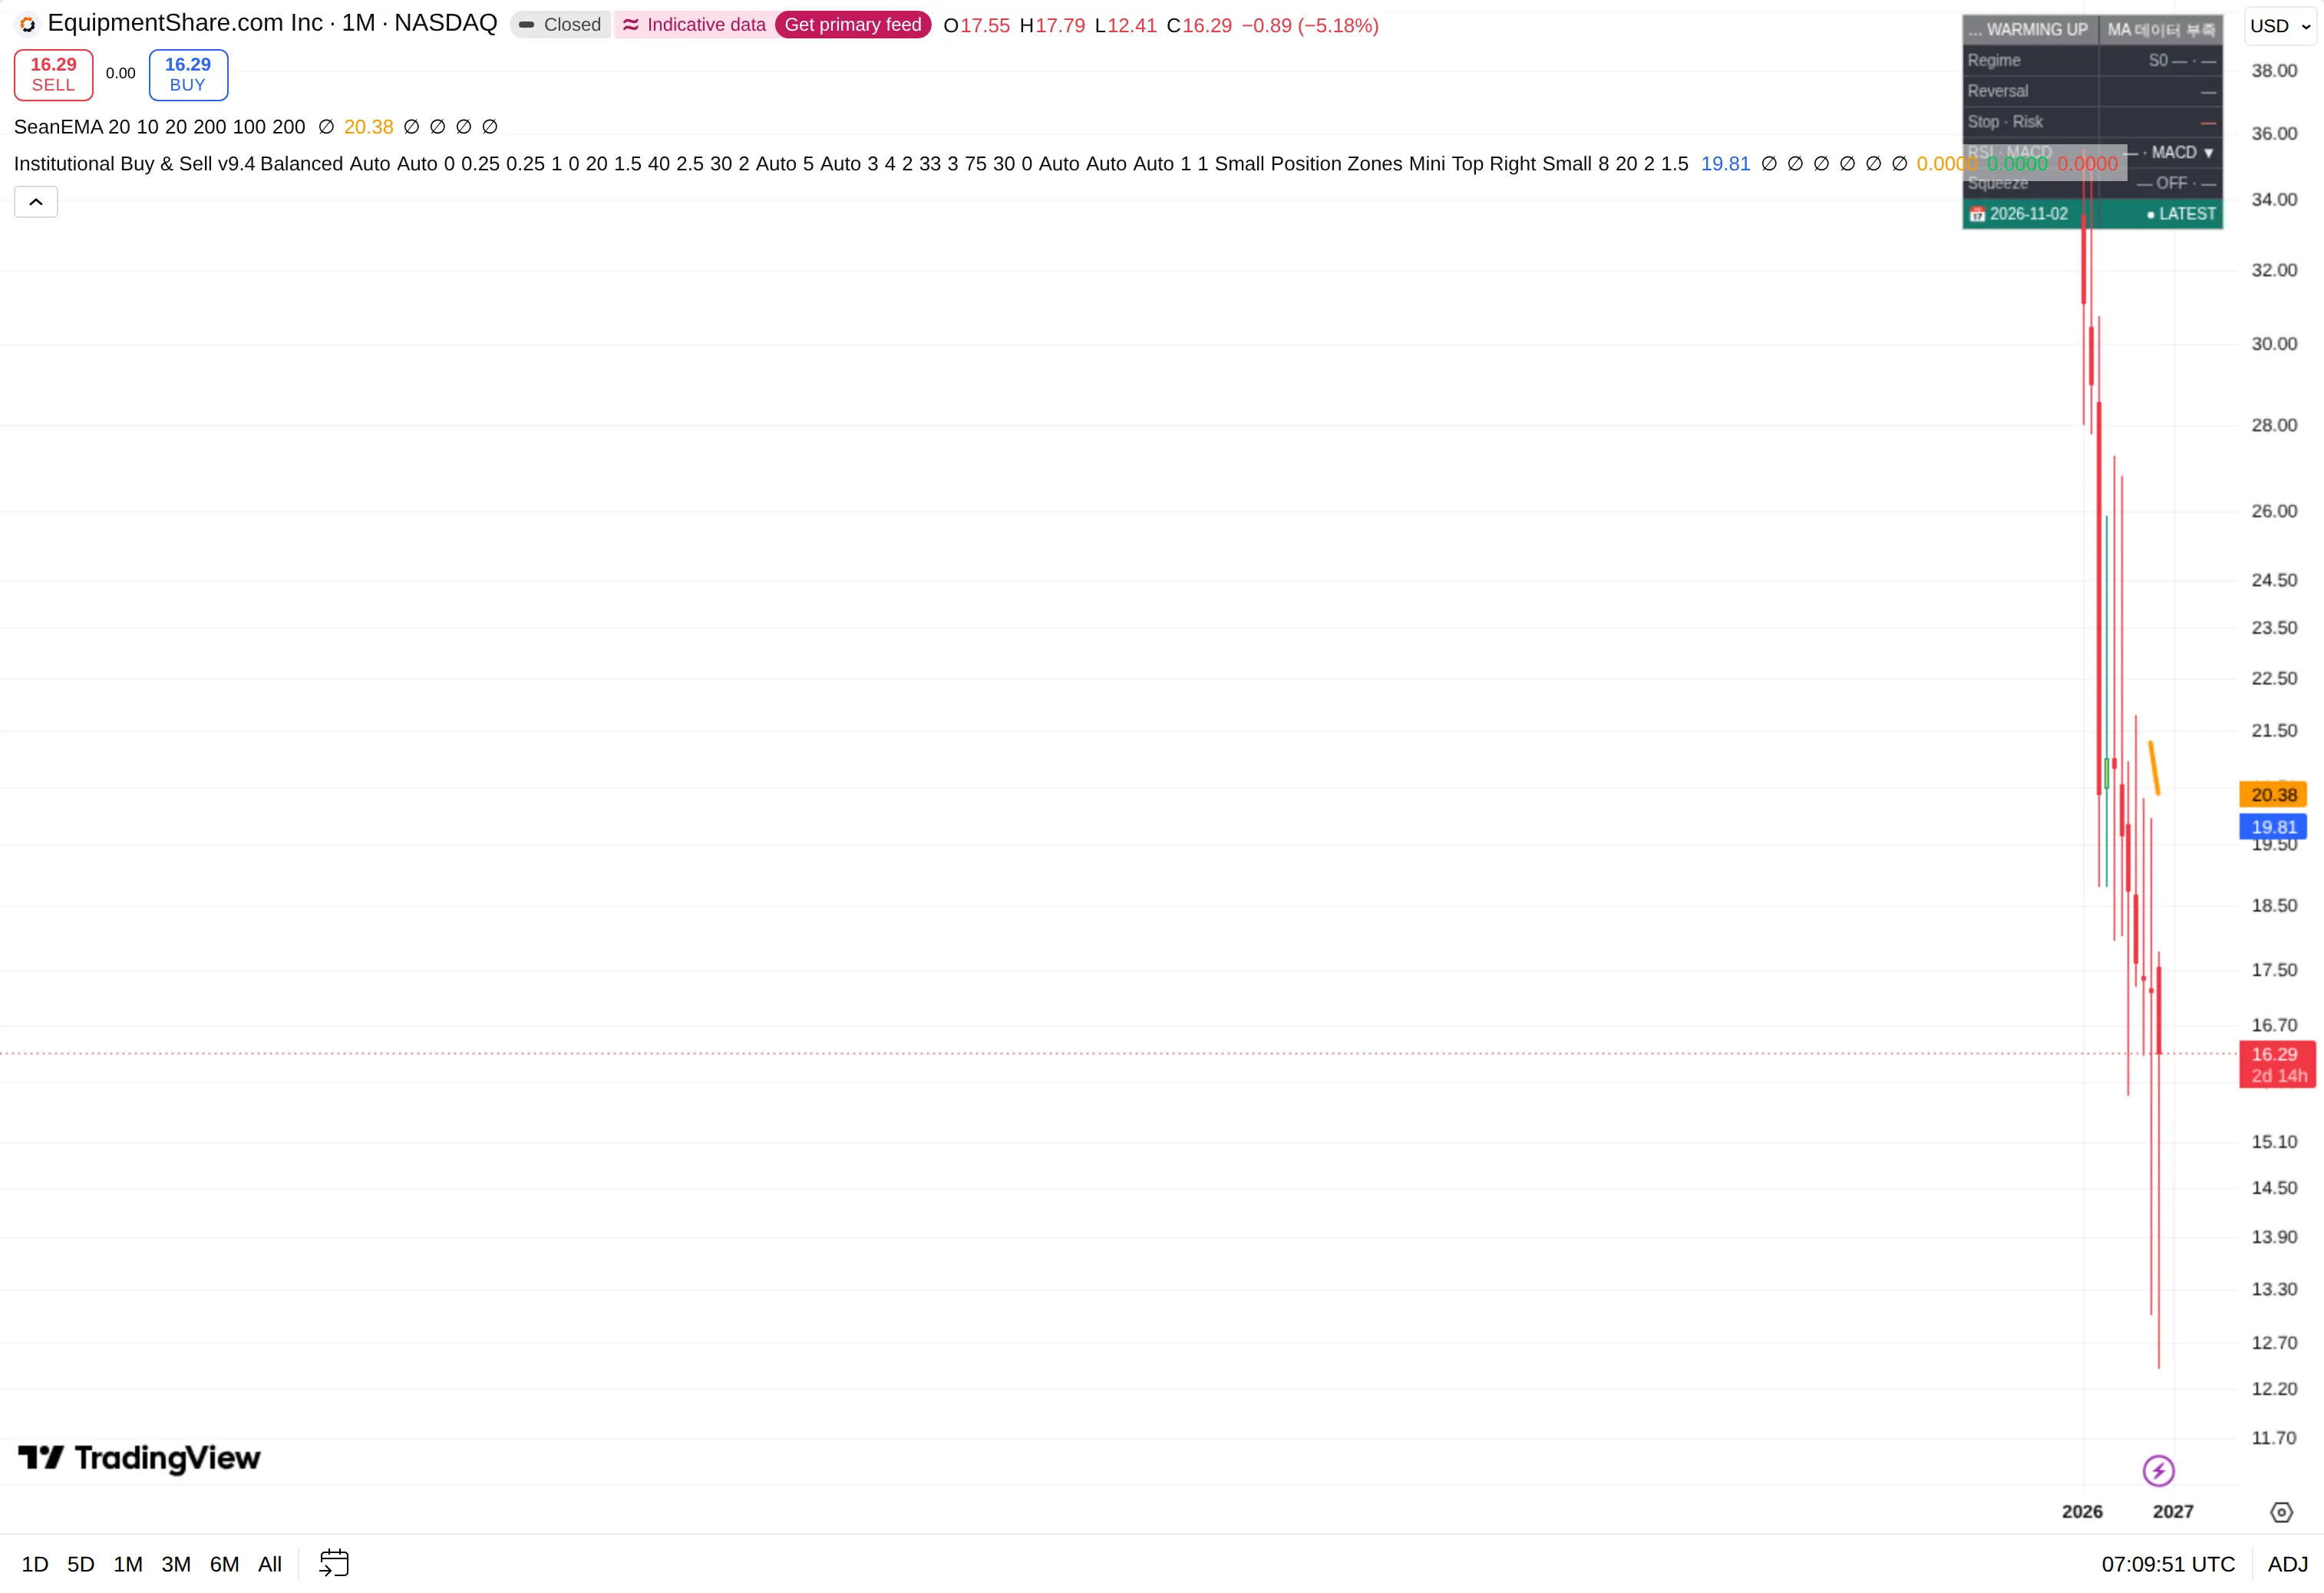 EquipmentShare.com Inc · 1M · NASDAQ Closed Indicative data Get primary feed O17.55 H17.79 L12.41 C16.29 −0.89 (−5.18%)
16.29 SELL 0.00 16.29 BUY
SeanEMA 20 10 20 200 100 200 ∅ 20.38 ∅ ∅ ∅ ∅
Institutional Buy & Sell v9.4 Balanced Auto Auto 0 0.25 0.25 1 0 20 1.5 40 2.5 30 2 Auto 5 Auto 3 4 2 33 3 75 30 0 Auto Auto Auto 1 1 Small Position Zones Mini Top Right Small 8 20 2 1.5 19.81 ∅ ∅ ∅ ∅ ∅ ∅ 0.0000 0.0000 0.0000
... WARMING UP MA 데이터 부족
Regime S0 — · —
Reversal —
Stop · Risk —
RSI · MACD — · MACD ▼
Squeeze — OFF · —
17 2026-11-02 ● LATEST
USD
38.00
36.00
34.00
32.00
30.00
28.00
26.00
24.50
23.50
22.50
21.50
20.38
19.81
19.50
18.50
17.50
16.70
16.29
2d 14h
15.10
14.50
13.90
13.30
12.70
12.20
11.70
TradingView
2026 2027
1D 5D 1M 3M 6M All 07:09:51 UTC ADJ